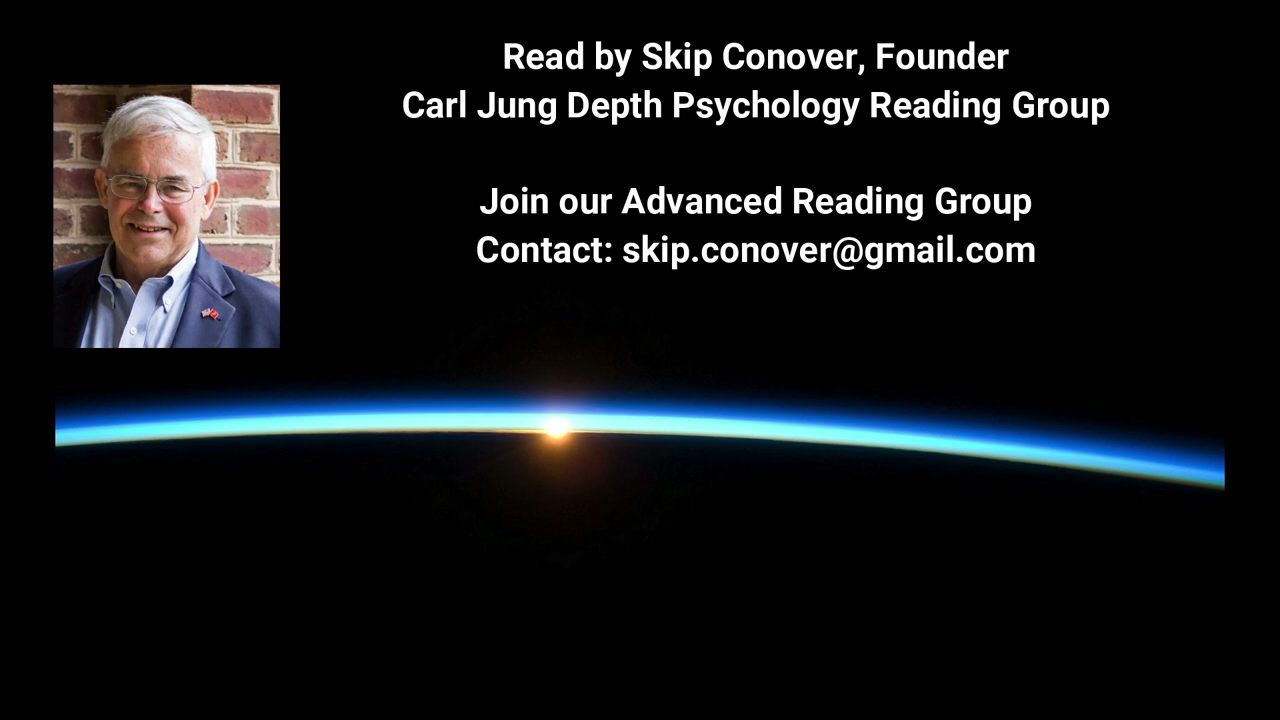 Read by Skip Conover, Founder
Carl Jung Depth Psychology Reading Group
Join our Advanced Reading Group
Contact: skip.conover@gmail.com